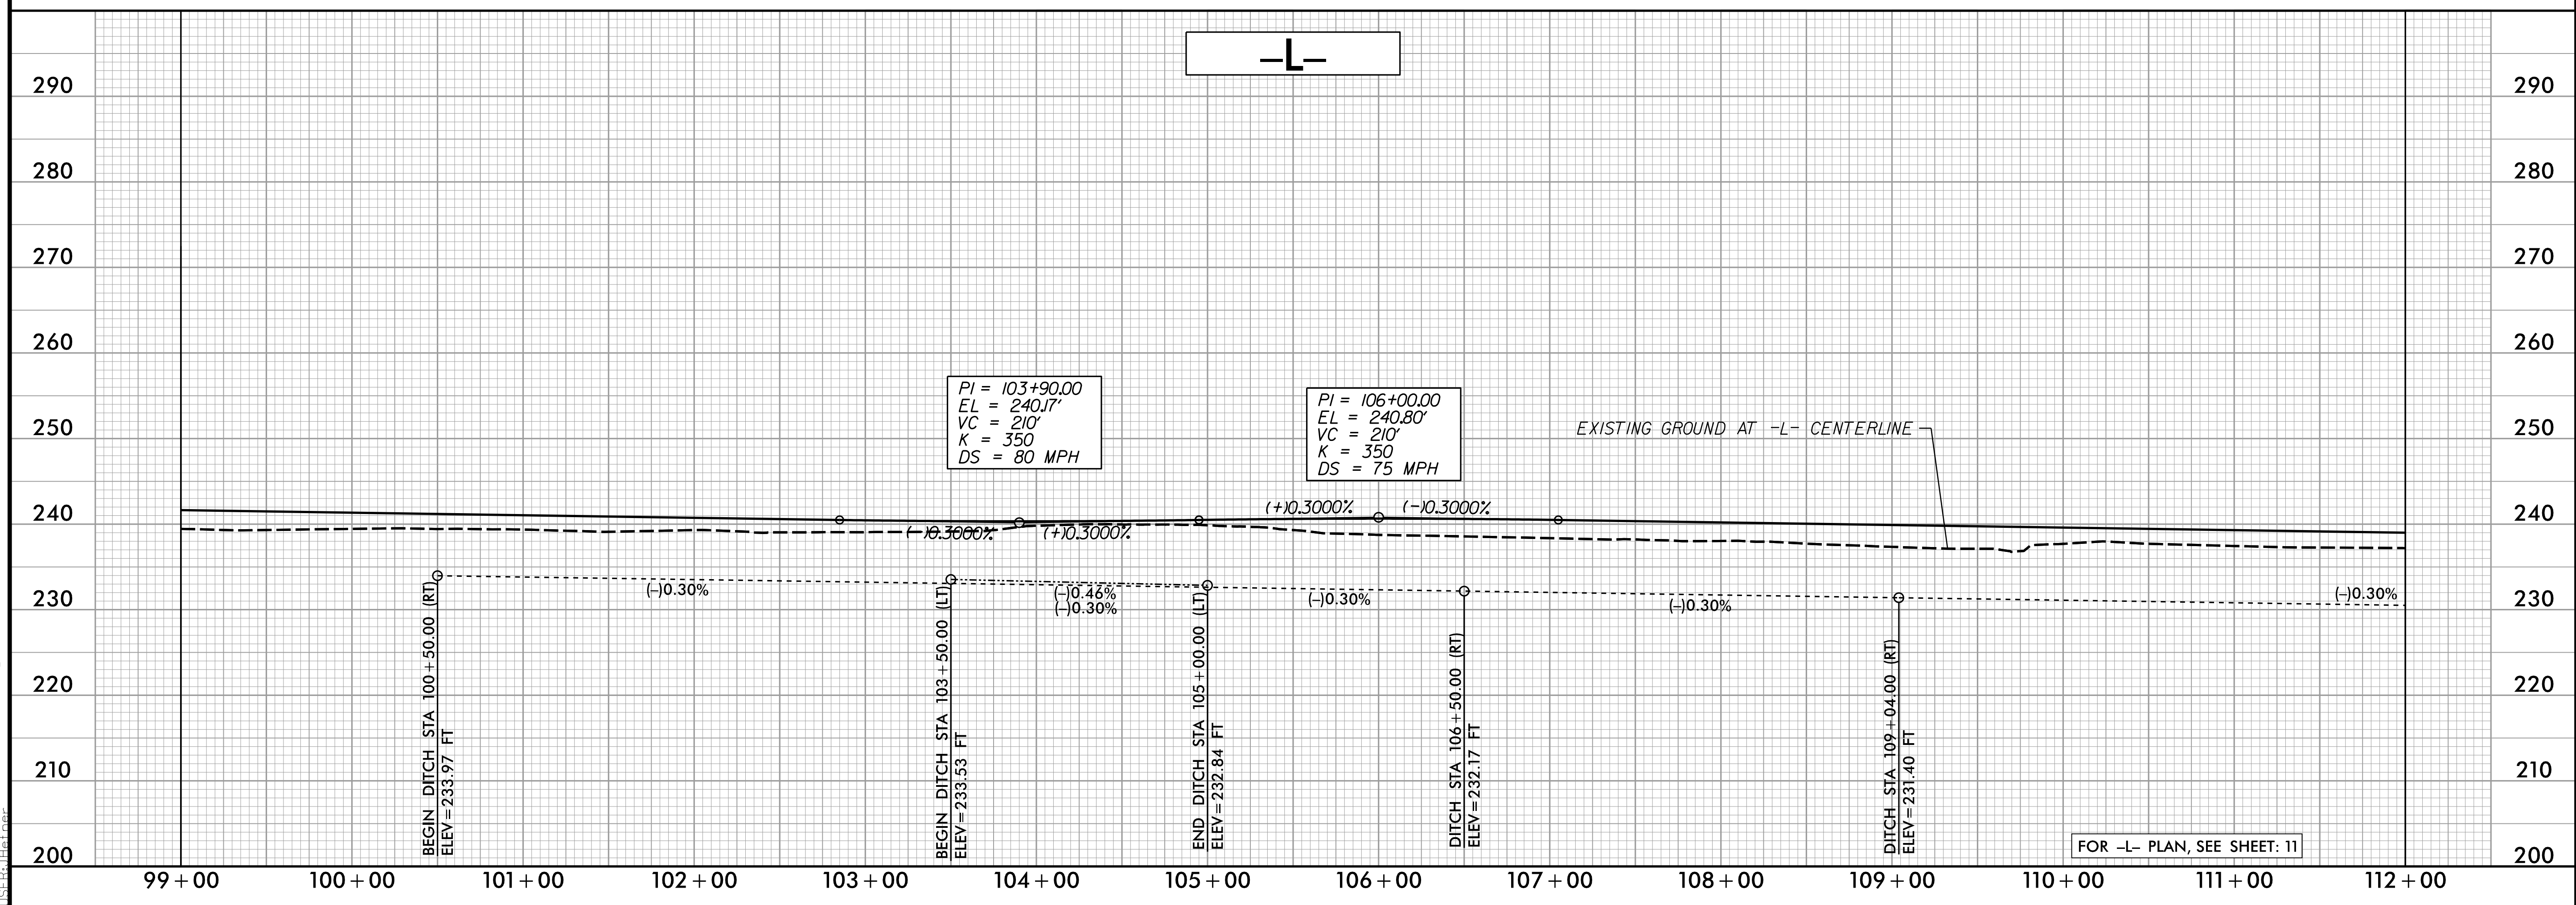 –L–
290 290
280 280
270 270
260 260
250 250
240 240
230 230
220 220
210 210
200 200
PI = 103+90.00
EL = 240.17'
VC = 210'
K = 350
DS = 80 MPH
PI = 106+00.00
EL = 240.80'
VC = 210'
K = 350
DS = 75 MPH
EXISTING GROUND AT -L- CENTERLINE
(+)0.3000% (-)0.3000%
(-)0.3000% (+)0.3000%
(–)0.30%
(–)0.46%
(–)0.30%
(–)0.30%
(–)0.30%
(–)0.30%
BEGIN DITCH STA 100+50.00 (RT)
ELEV=233.97 FT
BEGIN DITCH STA 103+50.00 (LT)
ELEV=233.53 FT
END DITCH STA 105+00.00 (LT)
ELEV=232.84 FT
DITCH STA 106+50.00 (RT)
ELEV=232.17 FT
DITCH STA 109+04.00 (RT)
ELEV=231.40 FT
FOR –L– PLAN, SEE SHEET: 11
99+00 100+00 101+00 102+00 103+00 104+00 105+00 106+00 107+00 108+00 109+00 110+00 111+00 112+00